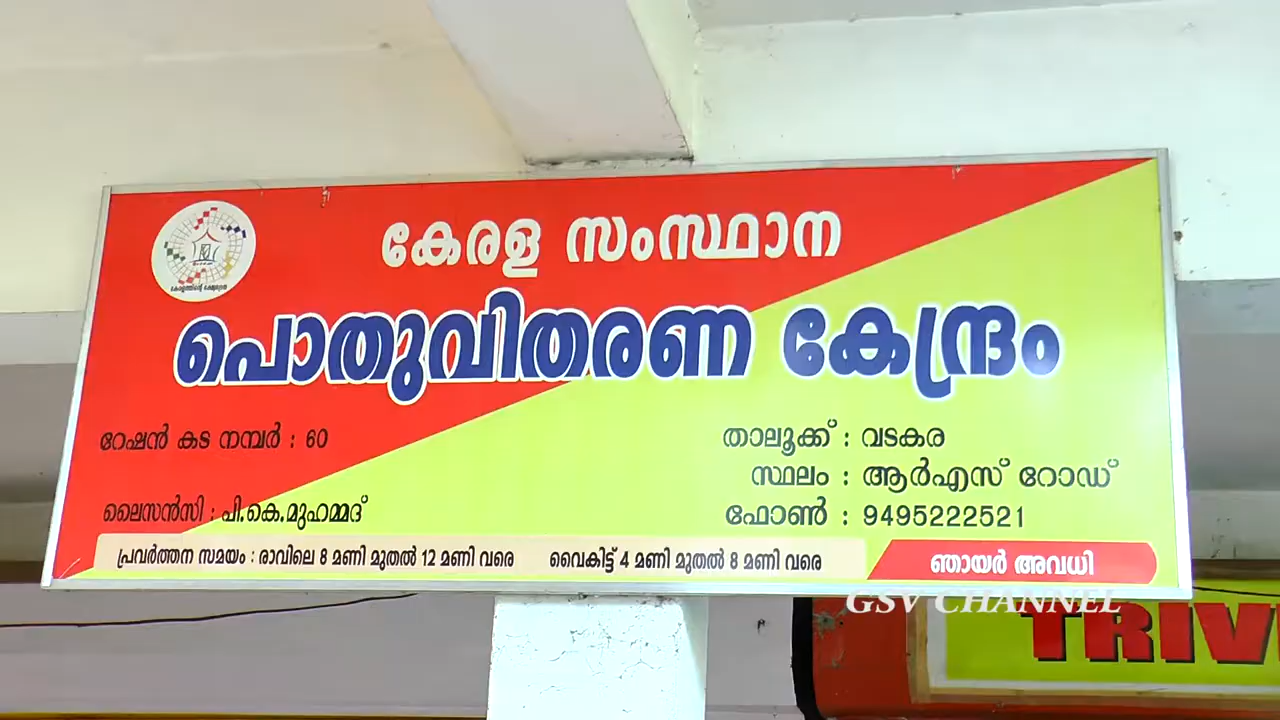 കേരള സംസ്ഥാന
പൊതുവിതരണ കേന്ദ്രം
റേഷൻ കട നമ്പർ : 60
ലൈസൻസി : പി.കെ.മുഹമ്മദ്
താലൂക്ക് : വടകര
സ്ഥലം : ആർഎസ് റോഡ്
ഫോൺ : 9495222521
പ്രവർത്തന സമയം : രാവിലെ 8 മണി മുതൽ 12 മണി വരെ വൈകിട്ട് 4 മണി മുതൽ 8 മണി വരെ
ഞായർ അവധി
GSV CHANNEL
TRIV